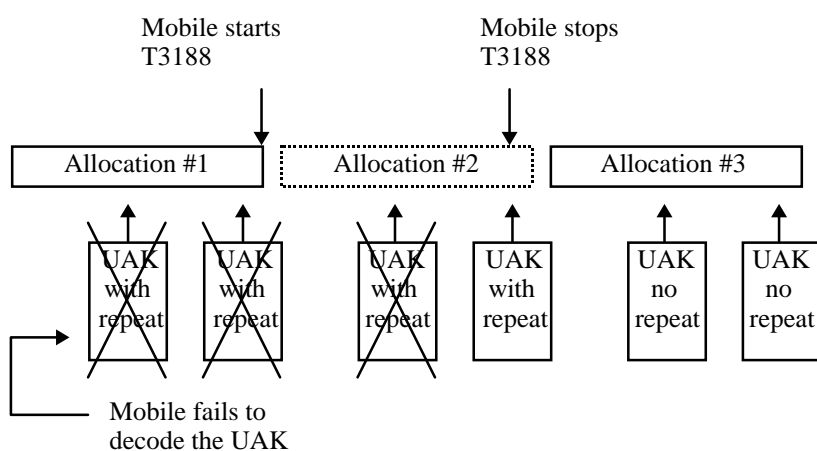 Mobile starts
T3188
Mobile stops
T3188
Allocation #1
Allocation #2
Allocation #3
UAK
with
repeat
UAK
with
repeat
UAK
with
repeat
UAK
with
repeat
UAK
no
repeat
UAK
no
repeat
Mobile fails to
decode the UAK